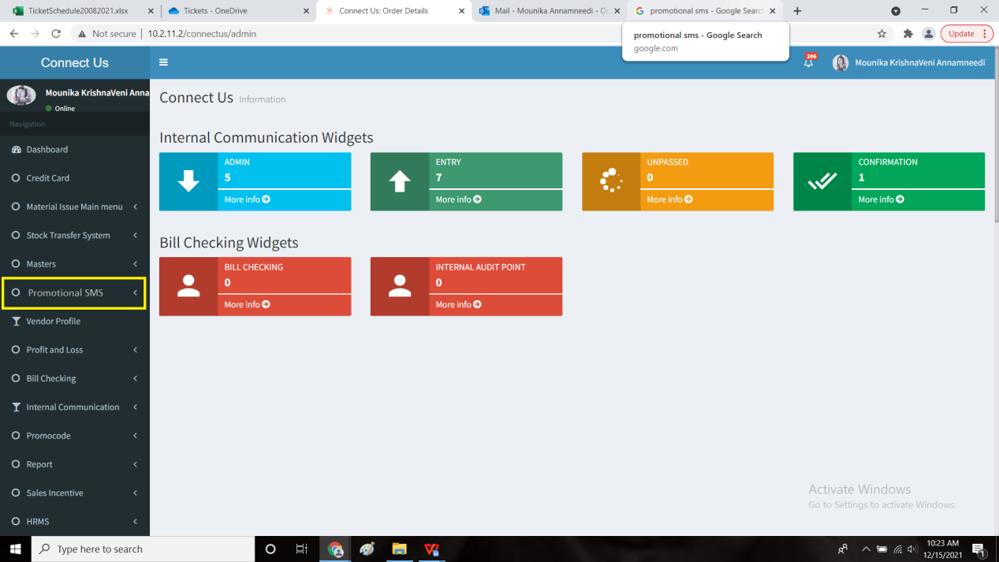 TicketSchedule20082021.xlsx
Tickets - OneDrive
Connect Us: Order Details
Mail - Mounika Annamneedi - O
promotional sms - Google Search
Not secure | 10.2.11.2/connectus/admin
Update
promotional sms - Google Search
google.com
Connect Us
296
Mounika KrishnaVeni Annamneedi
Mounika KrishnaVeni Anna
Online
Navigation
Dashboard
Credit Card
Material Issue Main menu
Stock Transfer System
Masters
Promotional SMS
Vendor Profile
Profit and Loss
Bill Checking
Internal Communication
Promocode
Report
Sales Incentive
HRMS
Connect Us Information
Internal Communication Widgets
ADMIN
5
More info
ENTRY
7
More info
UNPASSED
0
More info
CONFIRMATION
1
More info
Bill Checking Widgets
BILL CHECKING
0
More info
INTERNAL AUDIT POINT
0
More info
Activate Windows
Go to Settings to activate Windows.
Type here to search
10:23 AM
12/15/2021
1